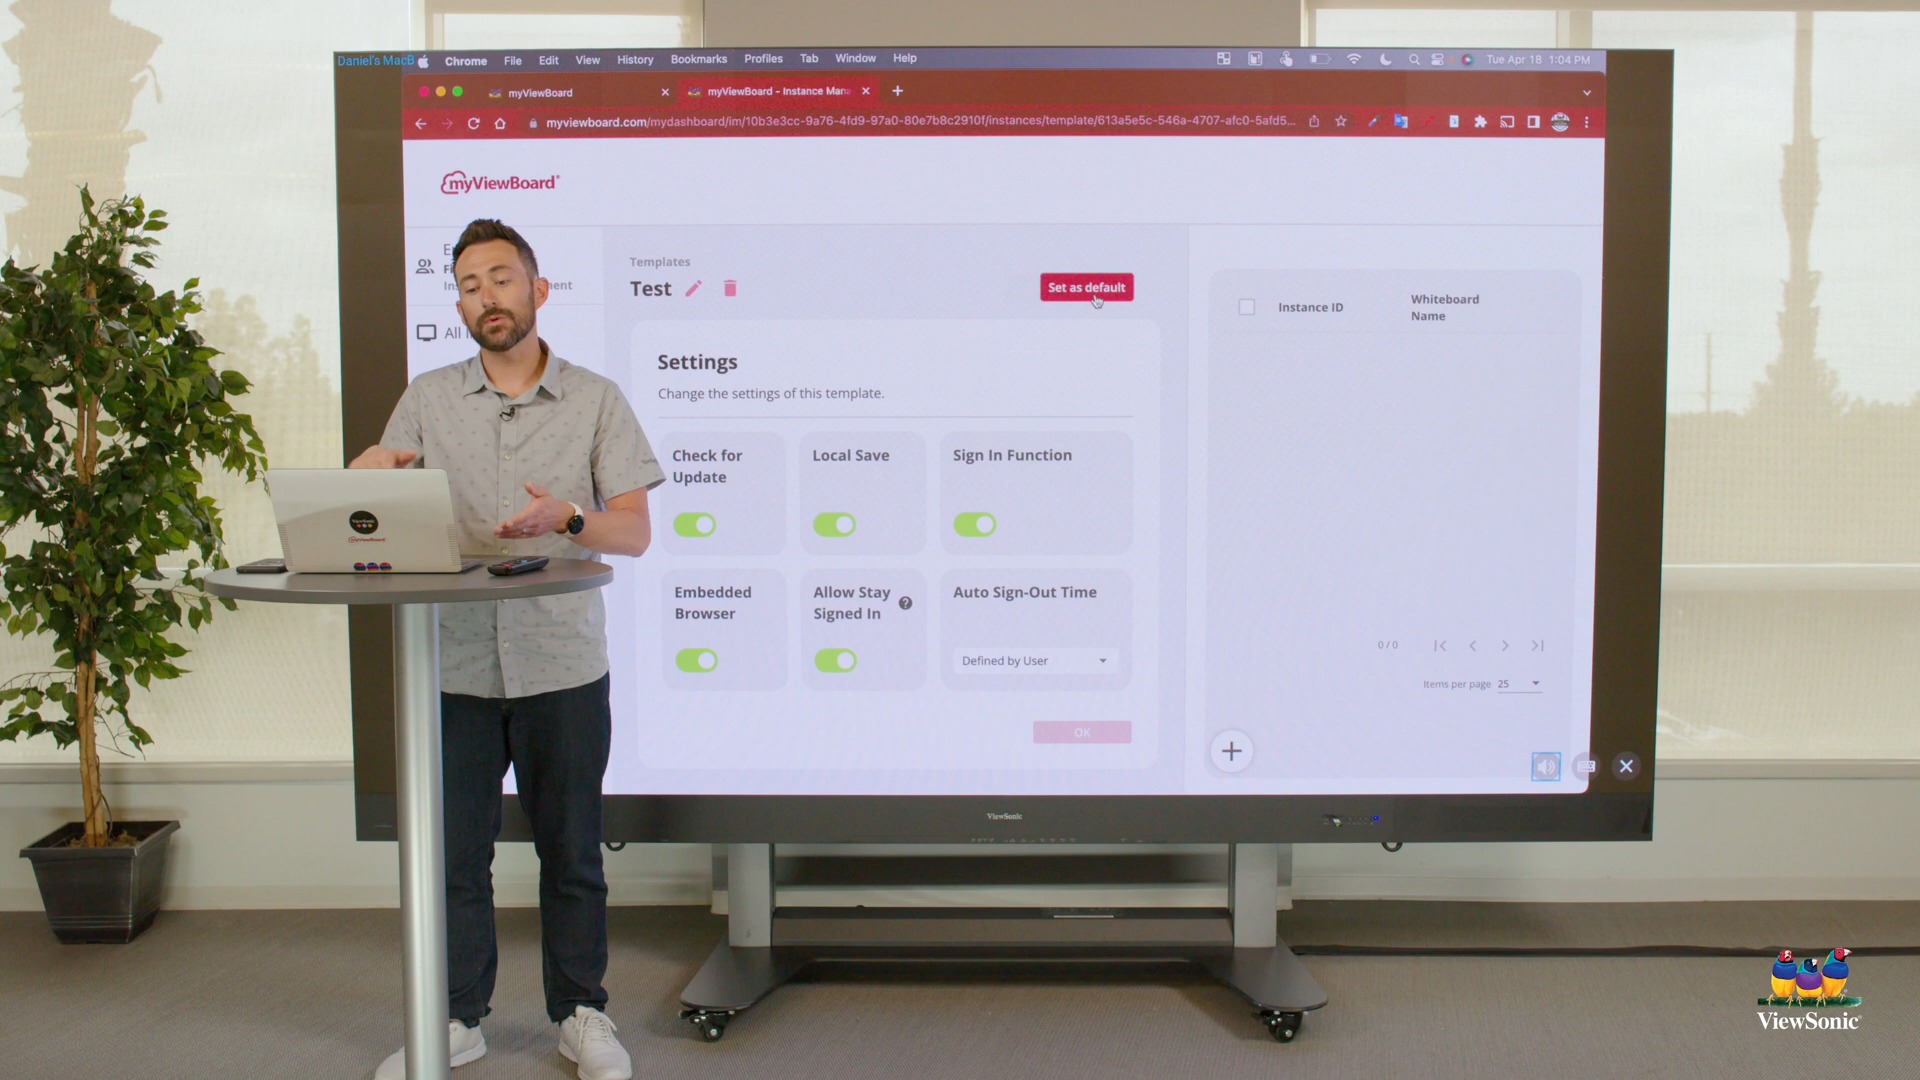 Daniel's MacB
Chrome File Edit View History Bookmarks Profiles Tab Window Help
Tue Apr 18 1:04 PM
myViewBoard
myViewBoard - Instance Man
myviewboard.com/mydashboard/im/10b3e3cc-9a76-4fd9-97a0-80e7b8c2910f/instances/template/613a5e5c-546a-4707-afc0-5afd5...
myViewBoard
All
Templates
Test
Set as default
Settings
Change the settings of this template.
Check for
Update
Local Save
Sign In Function
Embedded
Browser
Allow Stay
Signed In
?
Auto Sign-Out Time
Defined by User
OK
Instance ID
Whiteboard
Name
0 / 0
Items per page 25
ViewSonic
myViewBoard
ViewSonic
ViewSonic